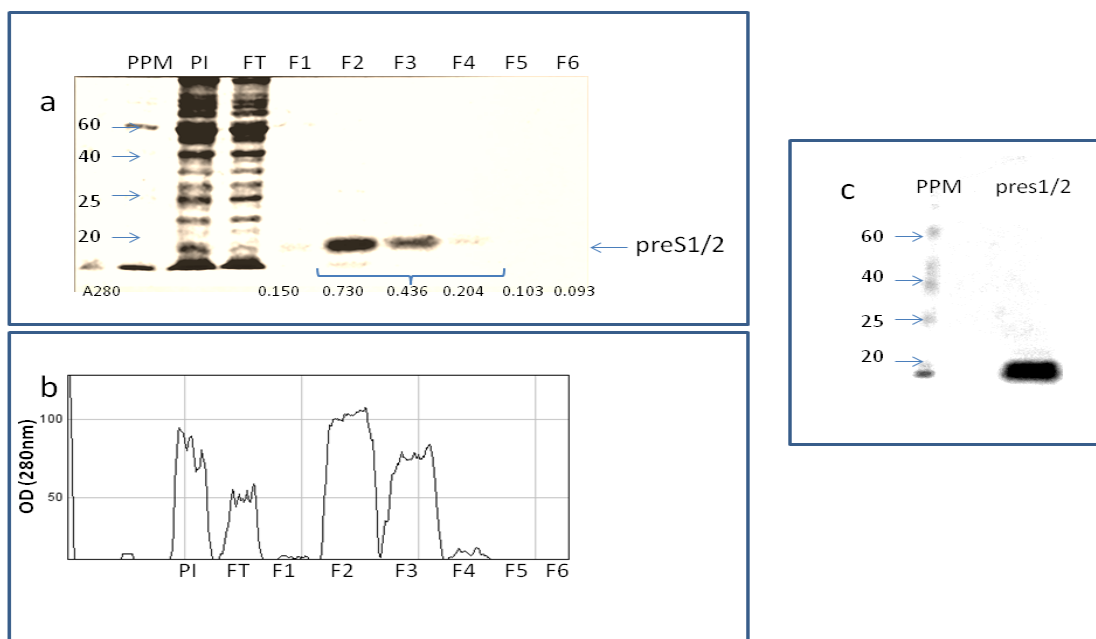 PPM PI FT F1 F2 F3 F4 F5 F6
a
60
40
25
20
preS1/2
A280 0.150 0.730 0.436 0.204 0.103 0.093
b
100
50
OD (280nm)
PI FT F1 F2 F3 F4 F5 F6
c
PPM pres1/2
60
40
25
20